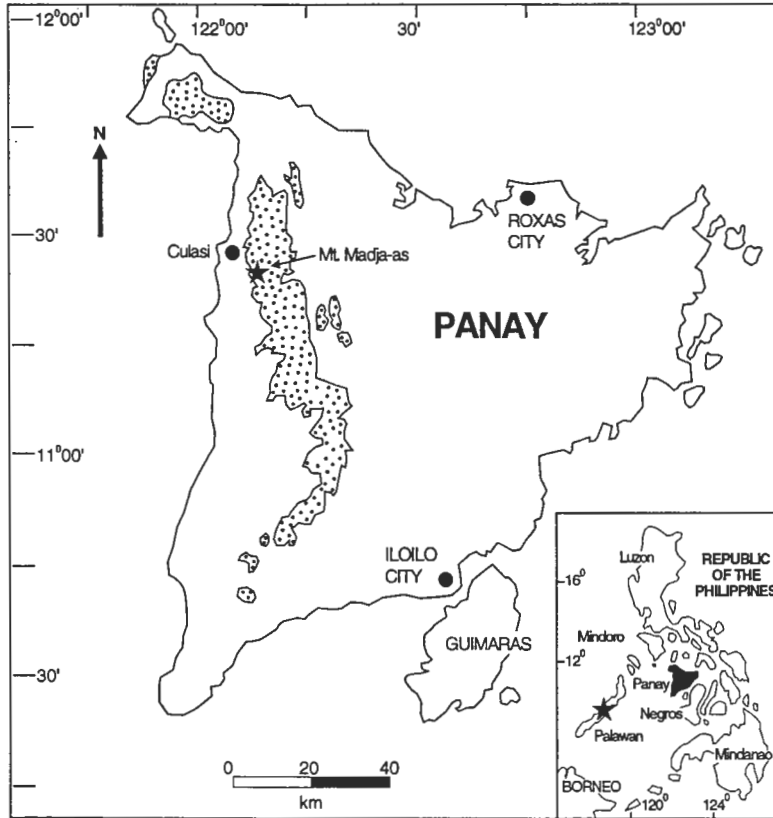 12°00'
122°00'
30'
123°00'
N
30'
Culasi
Mt. Madja-as
ROXAS
CITY
PANAY
11°00'
ILOILO
CITY
GUIMARAS
30'
0 20 40
km
Luzon
REPUBLIC
OF THE
PHILIPPINES
16°
Mindoro
12°
Panay
Negros
Palawan
Mindanao
BORNEO
120° 124°